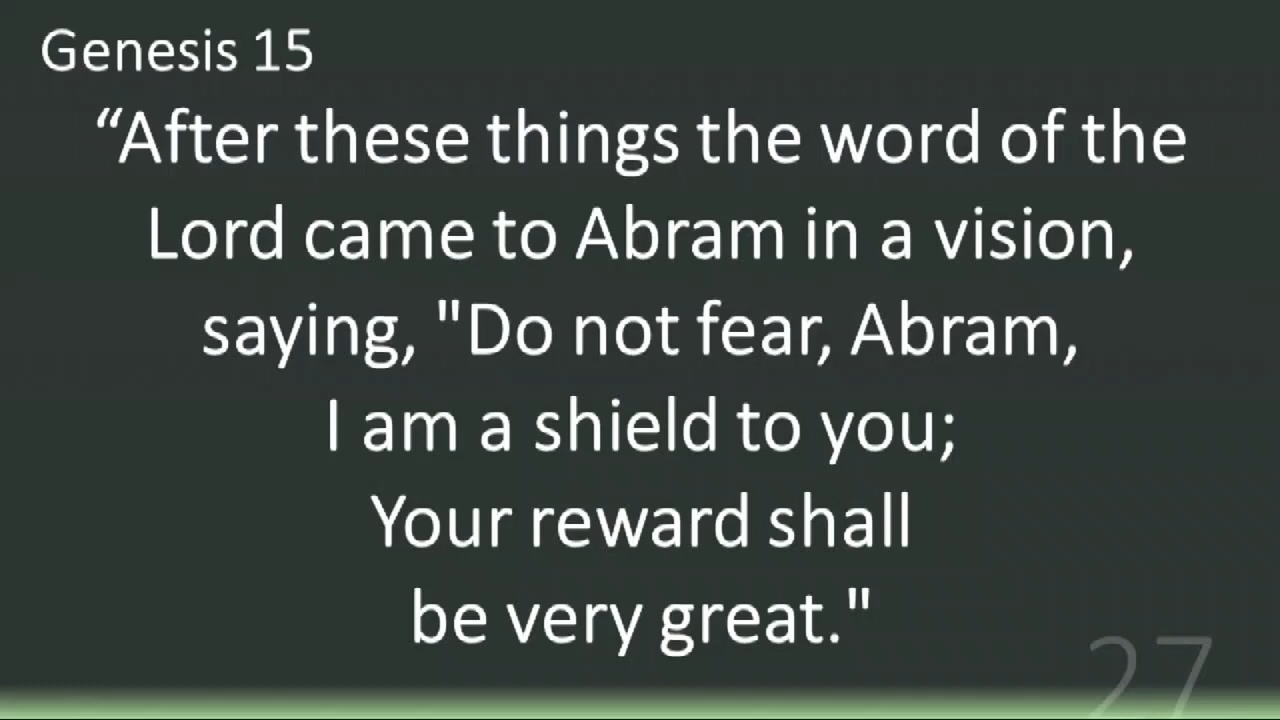 Genesis 15
“After these things the word of the
Lord came to Abram in a vision,
saying, "Do not fear, Abram,
I am a shield to you;
Your reward shall
be very great."
27